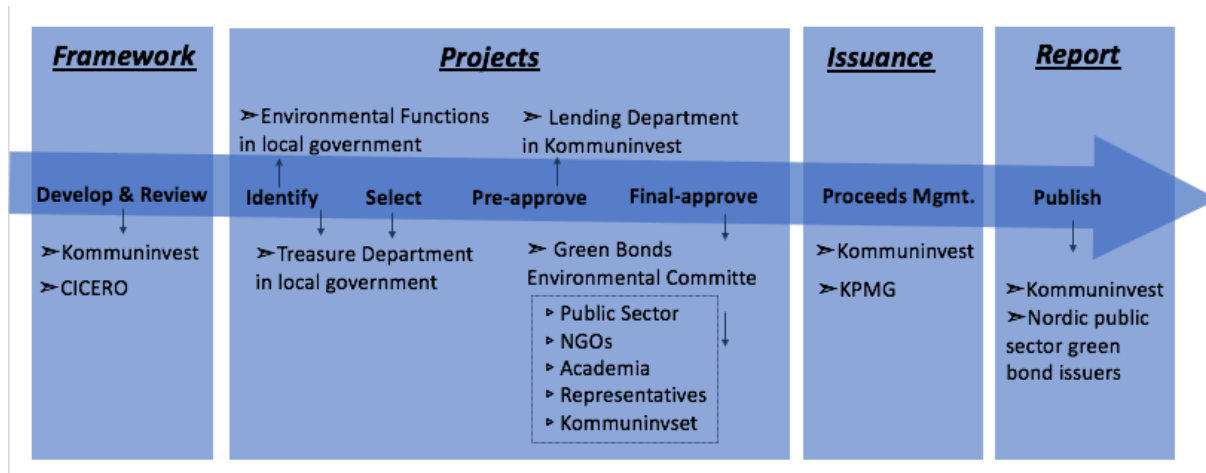 Framework
Develop & Review
➣Kommuninvest
➣CICERO
Projects
➣Environmental Functions
in local government
➣ Lending Department
in Kommuninvest
Identify
Select
Pre-approve
Final-approve
➣Treasure Department
in local government
➣ Green Bonds
Environmental Committe
▹ Public Sector
▹ NGOs
▹ Academia
▹ Representatives
▹ Kommuninvset
Issuance
Proceeds Mgmt.
➣Kommuninvest
➣KPMG
Report
Publish
➣Kommuninvest
➣Nordic public
sector green
bond issuers